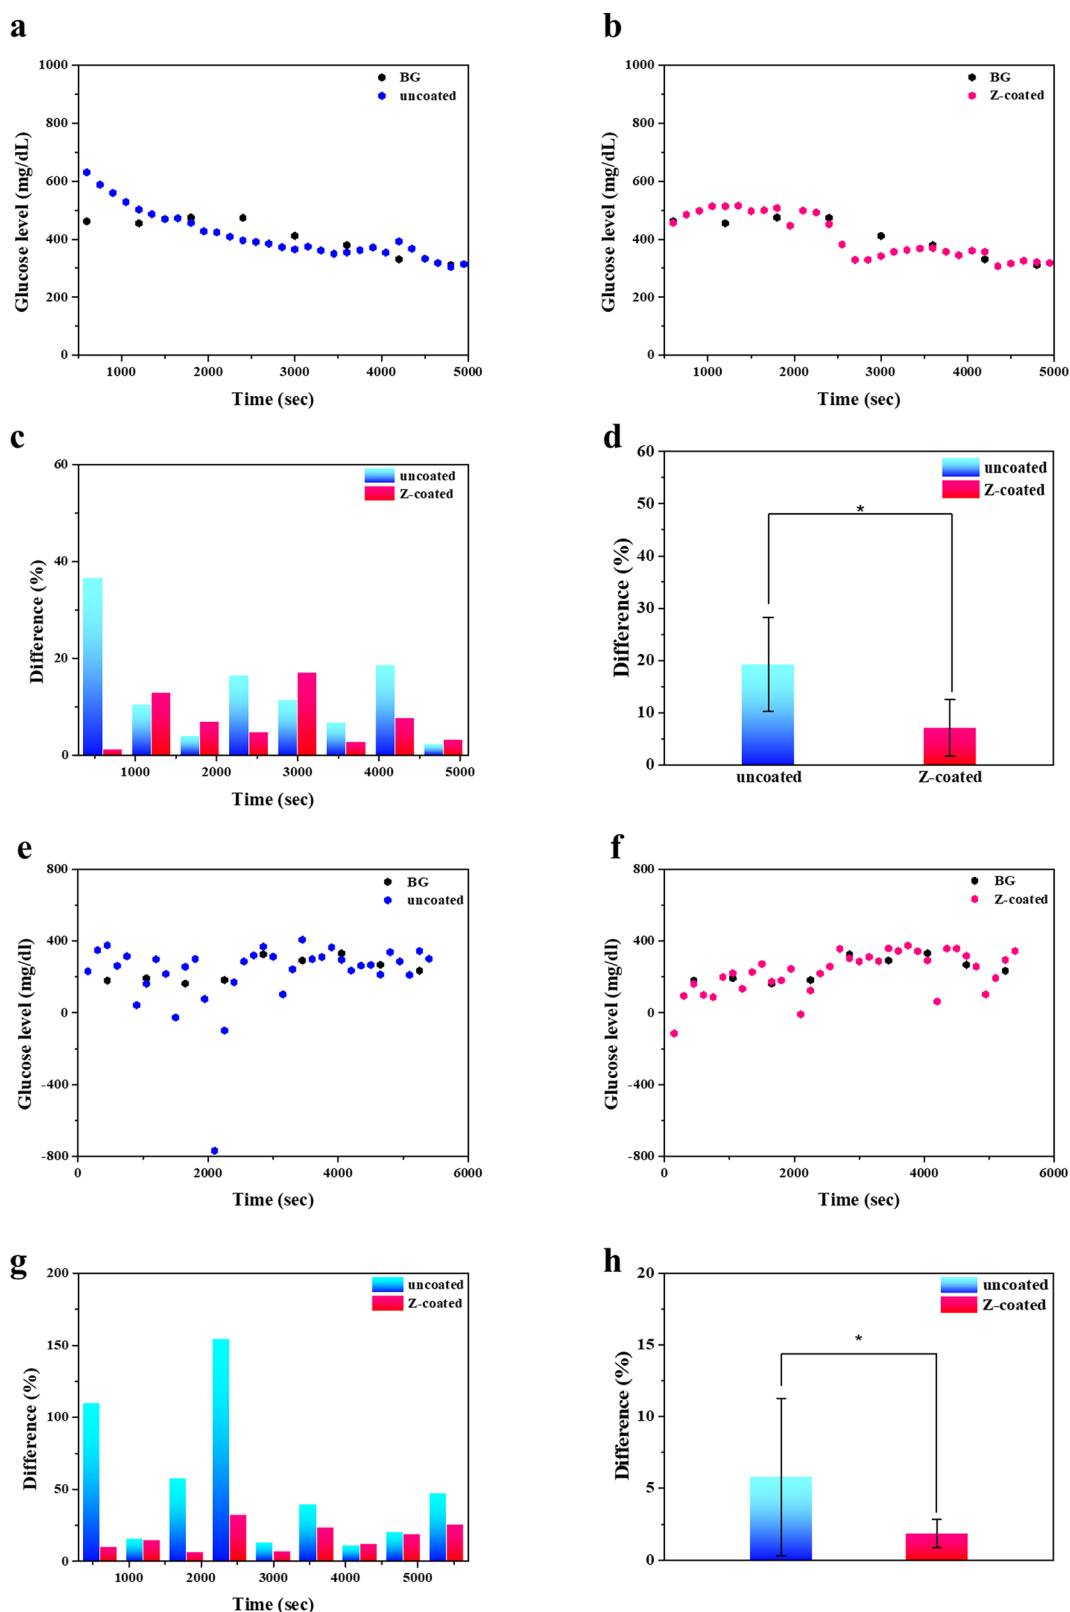 a
1000
800
600
400
200
0
Glucose level (mg/dL)
BG
uncoated
1000 2000 3000 4000 5000
Time (sec)
b
1000
800
600
400
200
0
Glucose level (mg/dL)
BG
Z-coated
1000 2000 3000 4000 5000
Time (sec)
c
60
40
20
0
Difference (%)
uncoated
Z-coated
1000 2000 3000 4000 5000
Time (sec)
d
60
50
40
30
20
10
0
Difference (%)
uncoated
Z-coated
*
uncoated Z-coated
e
800
400
0
-400
-800
Glucose level (mg/dl)
BG
uncoated
0 2000 4000 6000
Time (sec)
f
800
400
0
-400
-800
Glucose level (mg/dl)
BG
Z-coated
0 2000 4000 6000
Time (sec)
g
200
150
100
50
0
Difference (%)
uncoated
Z-coated
1000 2000 3000 4000 5000
Time (sec)
h
20
15
10
5
0
Difference (%)
uncoated
Z-coated
*